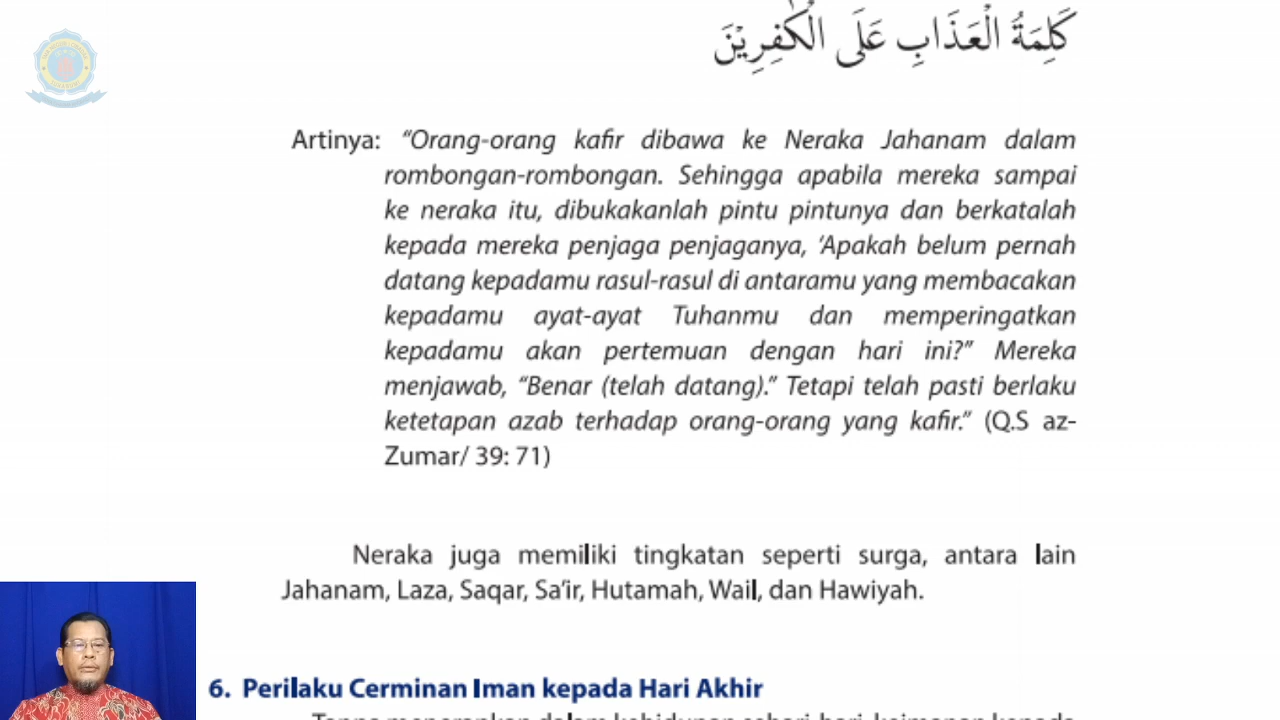 كَلِمَةُ الْعَذَابِ عَلَى الْكٰفِرِيْنَ
Artinya: “Orang-orang kafir dibawa ke Neraka Jahanam dalam
rombongan-rombongan. Sehingga apabila mereka sampai
ke neraka itu, dibukakanlah pintu pintunya dan berkatalah
kepada mereka penjaga penjaganya, ‘Apakah belum pernah
datang kepadamu rasul-rasul di antaramu yang membacakan
kepadamu ayat-ayat Tuhanmu dan memperingatkan
kepadamu akan pertemuan dengan hari ini?” Mereka
menjawab, “Benar (telah datang).” Tetapi telah pasti berlaku
ketetapan azab terhadap orang-orang yang kafir.” (Q.S az-
Zumar/ 39: 71)
Neraka juga memiliki tingkatan seperti surga, antara lain
Jahanam, Laza, Saqar, Sa’ir, Hutamah, Wail, dan Hawiyah.
6. Perilaku Cerminan Iman kepada Hari Akhir